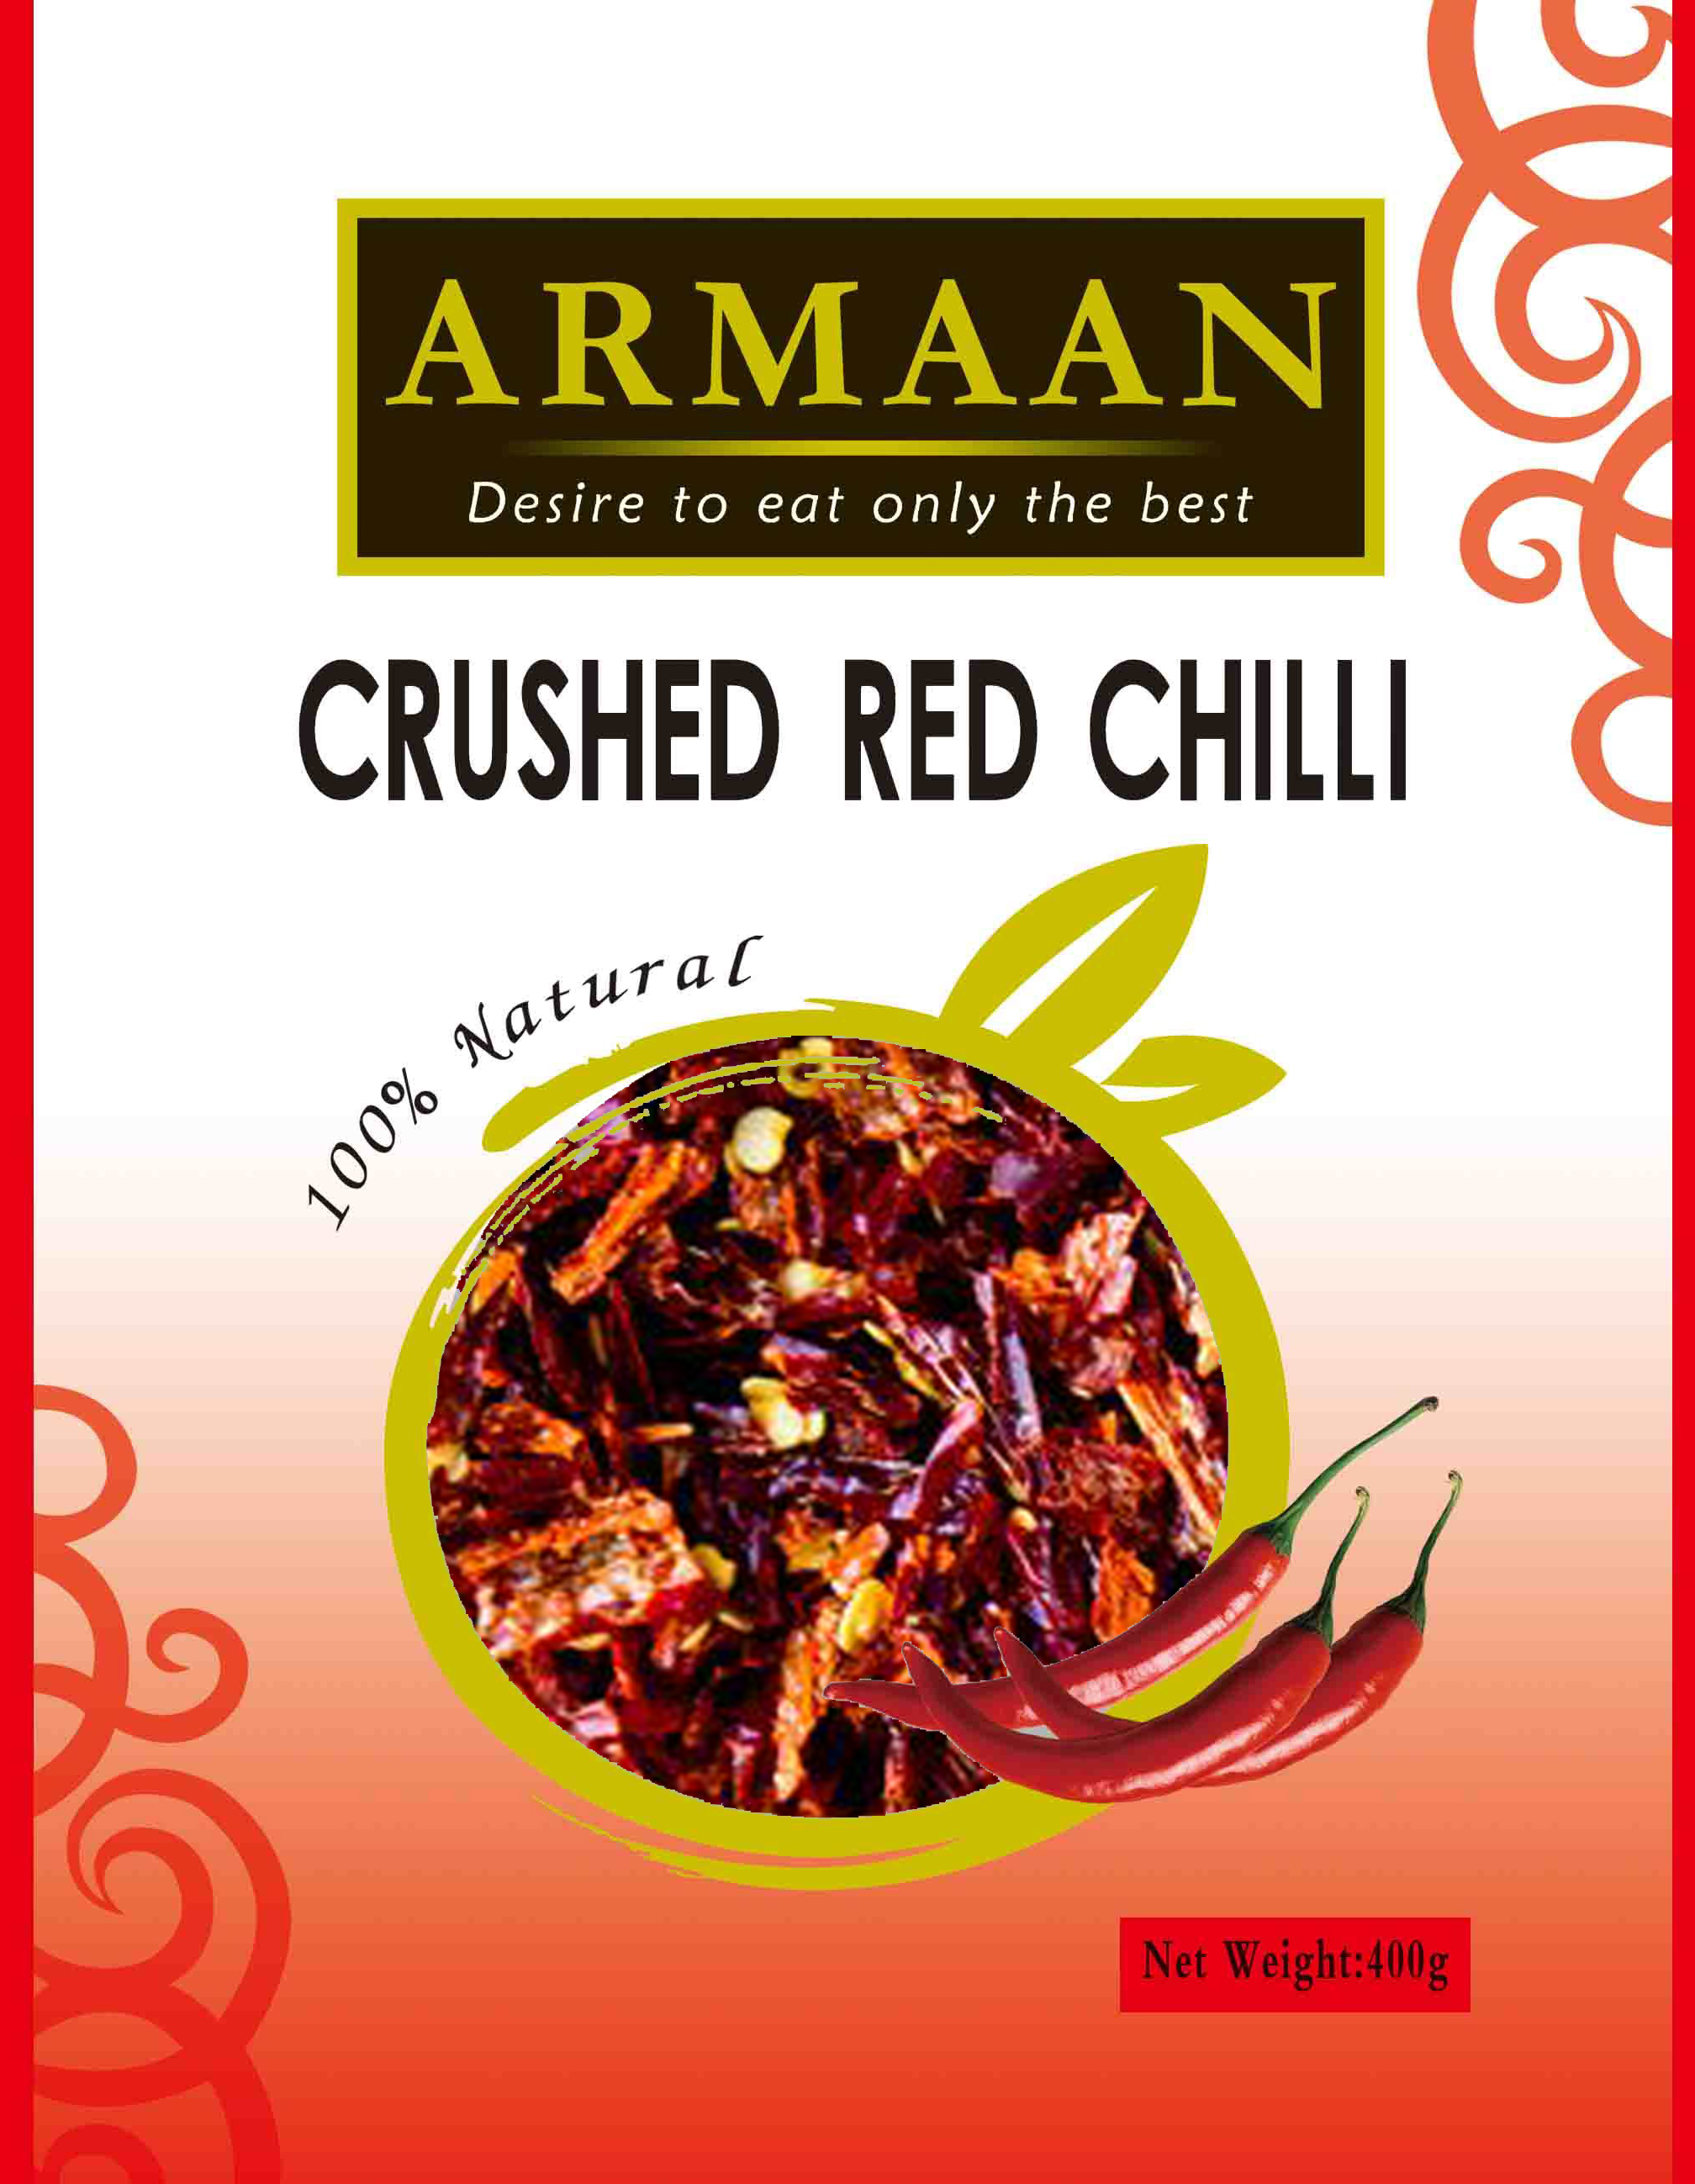 ARMAAN
Desire to eat only the best
CRUSHED RED CHILLI
100% Natural
Net Weight:400g